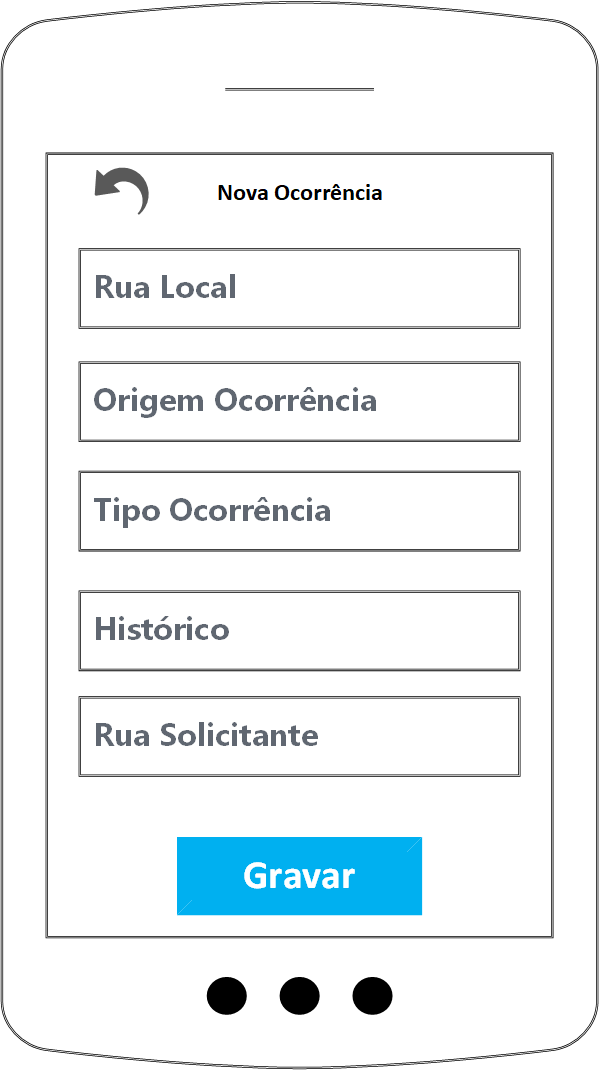 Nova Ocorrência
Rua Local
Origem Ocorrência
Tipo Ocorrência
Histórico
Rua Solicitante
Gravar